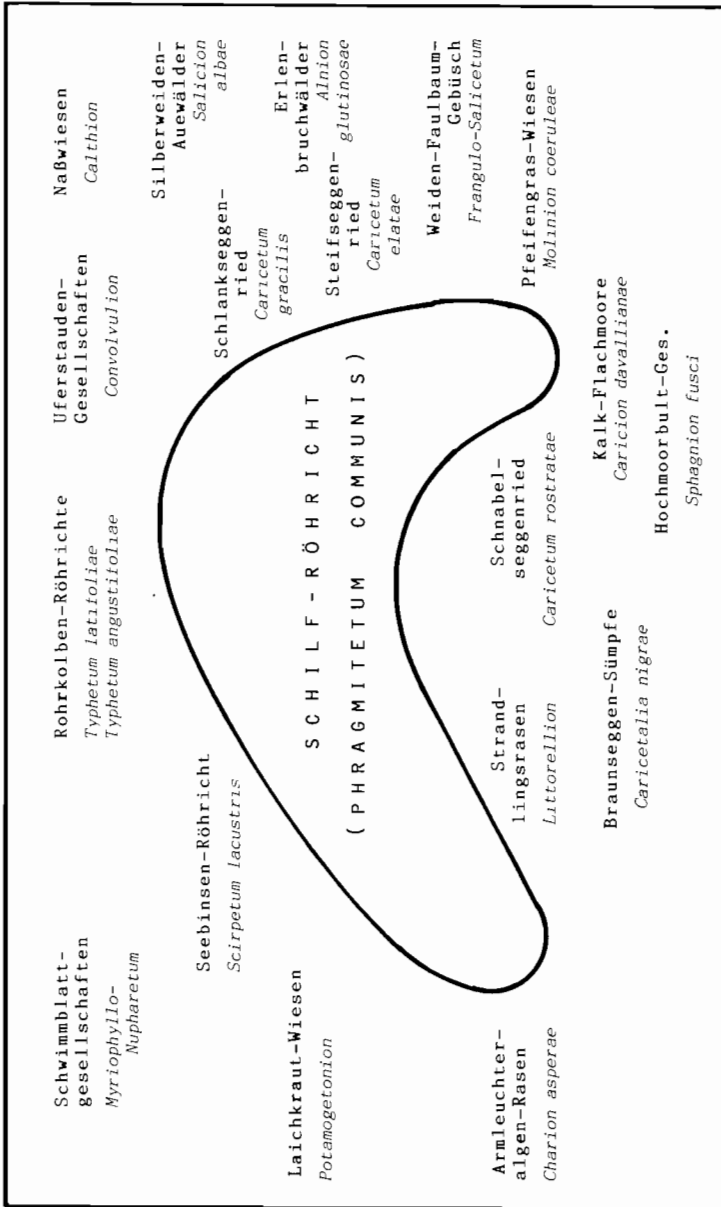 Schwimmblatt-
gesellschaften
Myriophyllo-
Nupharetum
Rohrkolben-Röhrichte
Typhetum latifoliae
Typhetum angustifoliae
Uferstauden-
Gesellschaften
Convolvulion
Naßwiesen
Calthion
Silberweiden-
Auewälder
Salicion
albae
Seebinsen-Röhricht
Scirpetum lacustris
Schlankseggen-
ried
Caricetum
gracilis
Erlen-
bruchwälder
Alnion
glutinosae
Laichkraut-Wiesen
Potamogetonion
SCHILF-RÖHRICHT
(PHRAGMITETUM COMMUNIS)
Steifseggen-
ried
Caricetum
elatae
Weiden-Faulbaum-
Gebüsch
Frangulo-Salicetum
Armleuchter-
algen-Rasen
Charion asperae
Strand-
lingsrasen
Littorellion
Schnabel-
seggenried
Caricetum rostratae
Pfeifengras-Wiesen
Molinion coeruleae
Braunseggen-Sümpfe
Caricetalia nigrae
Kalk-Flachmoore
Caricion davallianae
Hochmoorbult-Ges.
Sphagnion fusci